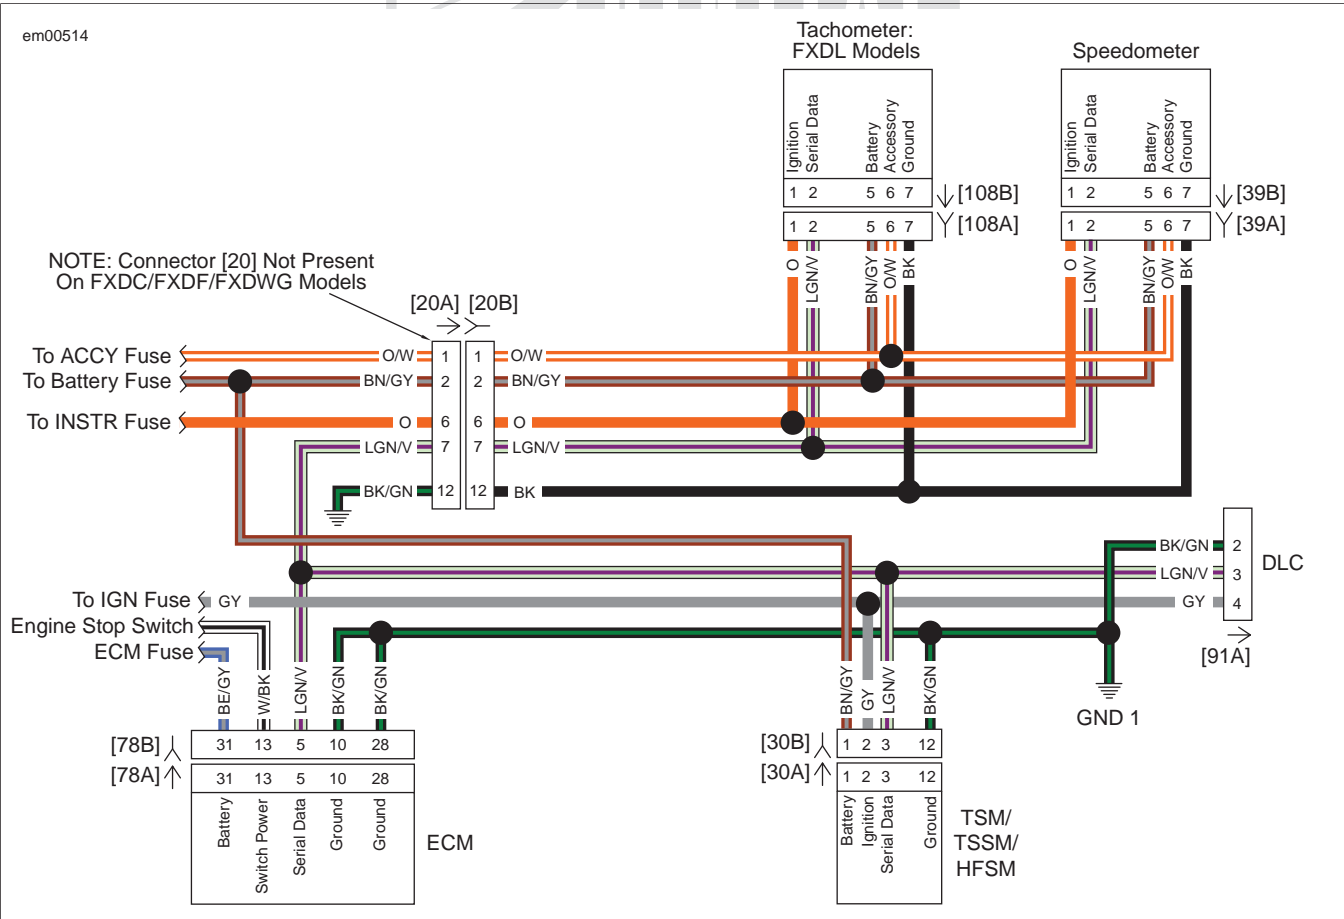 em00514
Tachometer:
FXDL Models
Speedometer
Ignition
Serial Data
Battery
Accessory
Ground
Ignition
Serial Data
Battery
Accessory
Ground
1 2 5 6 7 [108B]
1 2 5 6 7 [39B]
1 2 5 6 7 [108A]
1 2 5 6 7 [39A]
O LGN/V BN/GY O/W BK
O LGN/V BN/GY O/W BK
NOTE: Connector [20] Not Present
On FXDC/FXDF/FXDWG Models
[20A] [20B]
To ACCY Fuse O/W 1 1 O/W
To Battery Fuse BN/GY 2 2 BN/GY
To INSTR Fuse O 6 6 O
LGN/V 7 7 LGN/V
BK/GN 12 12 BK
BK/GN 2
LGN/V 3
DLC
GY 4
[91A]
To IGN Fuse GY
Engine Stop Switch
ECM Fuse
GND 1
BE/GY W/BK LGN/V BK/GN BK/GN
BN/GY GY LGN/V BK/GN
[78B] 31 13 5 10 28
[78A] 31 13 5 10 28
Battery
Switch Power
Serial Data
Ground
Ground
ECM
[30B] 1 2 3 12
[30A] 1 2 3 12
Battery
Ignition
Serial Data
Ground
TSM/
TSSM/
HFSM